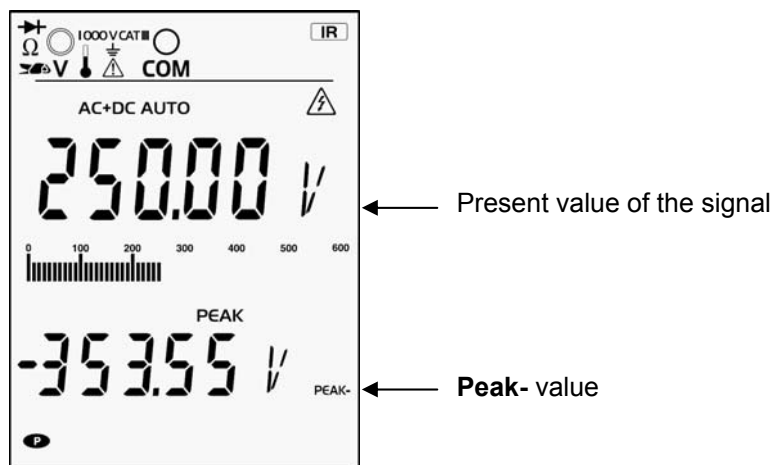 1000 V CAT III
IR
Ω
V
COM
AC+DC AUTO
250.00 V
Present value of the signal
0 100 200 300 400 500 600
PEAK
-353.55 V
PEAK-
Peak- value
P